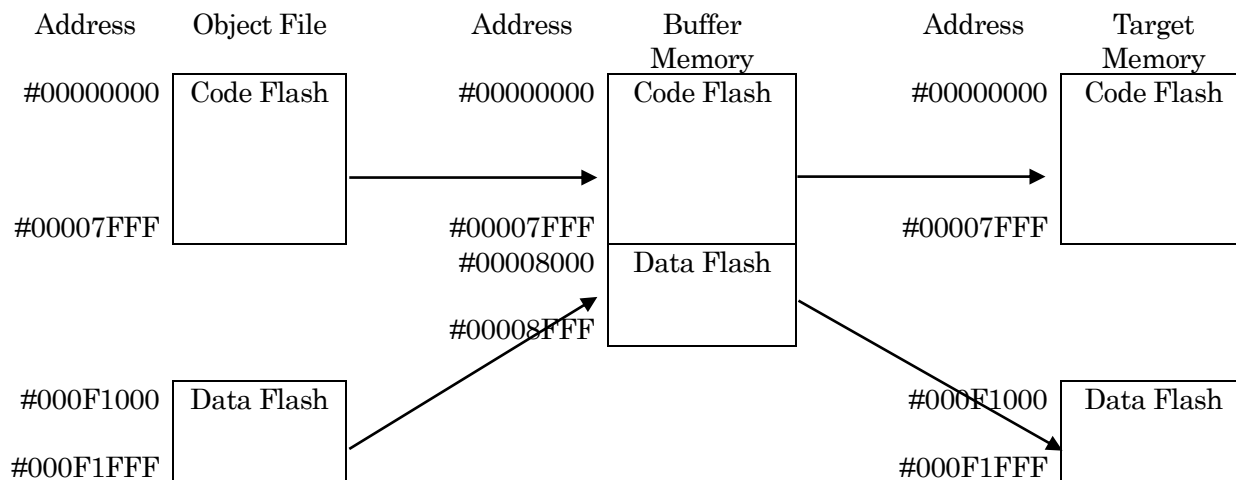 Address Object File Address Buffer Address Target
Memory Memory
#00000000 Code Flash #00000000 Code Flash #00000000 Code Flash
#00007FFF #00007FFF #00007FFF
#00008000 Data Flash
#00008FFF
#000F1000 Data Flash #000F1000 Data Flash
#000F1FFF #000F1FFF